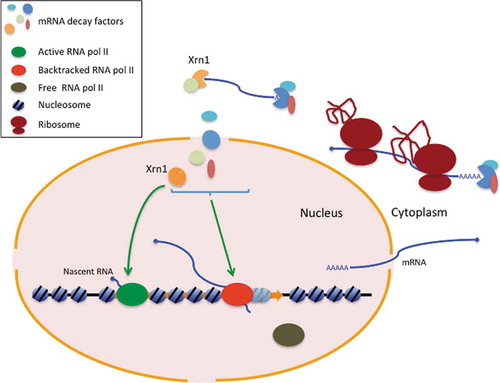 mRNA decay factors
Active RNA pol II
Backtracked RNA pol II
Free RNA pol II
Nucleosome
Ribosome
Xrn1
A
Xrn1
AAAAA
Nucleus
Cytoplasm
Nascent RNA
AAAAA
mRNA